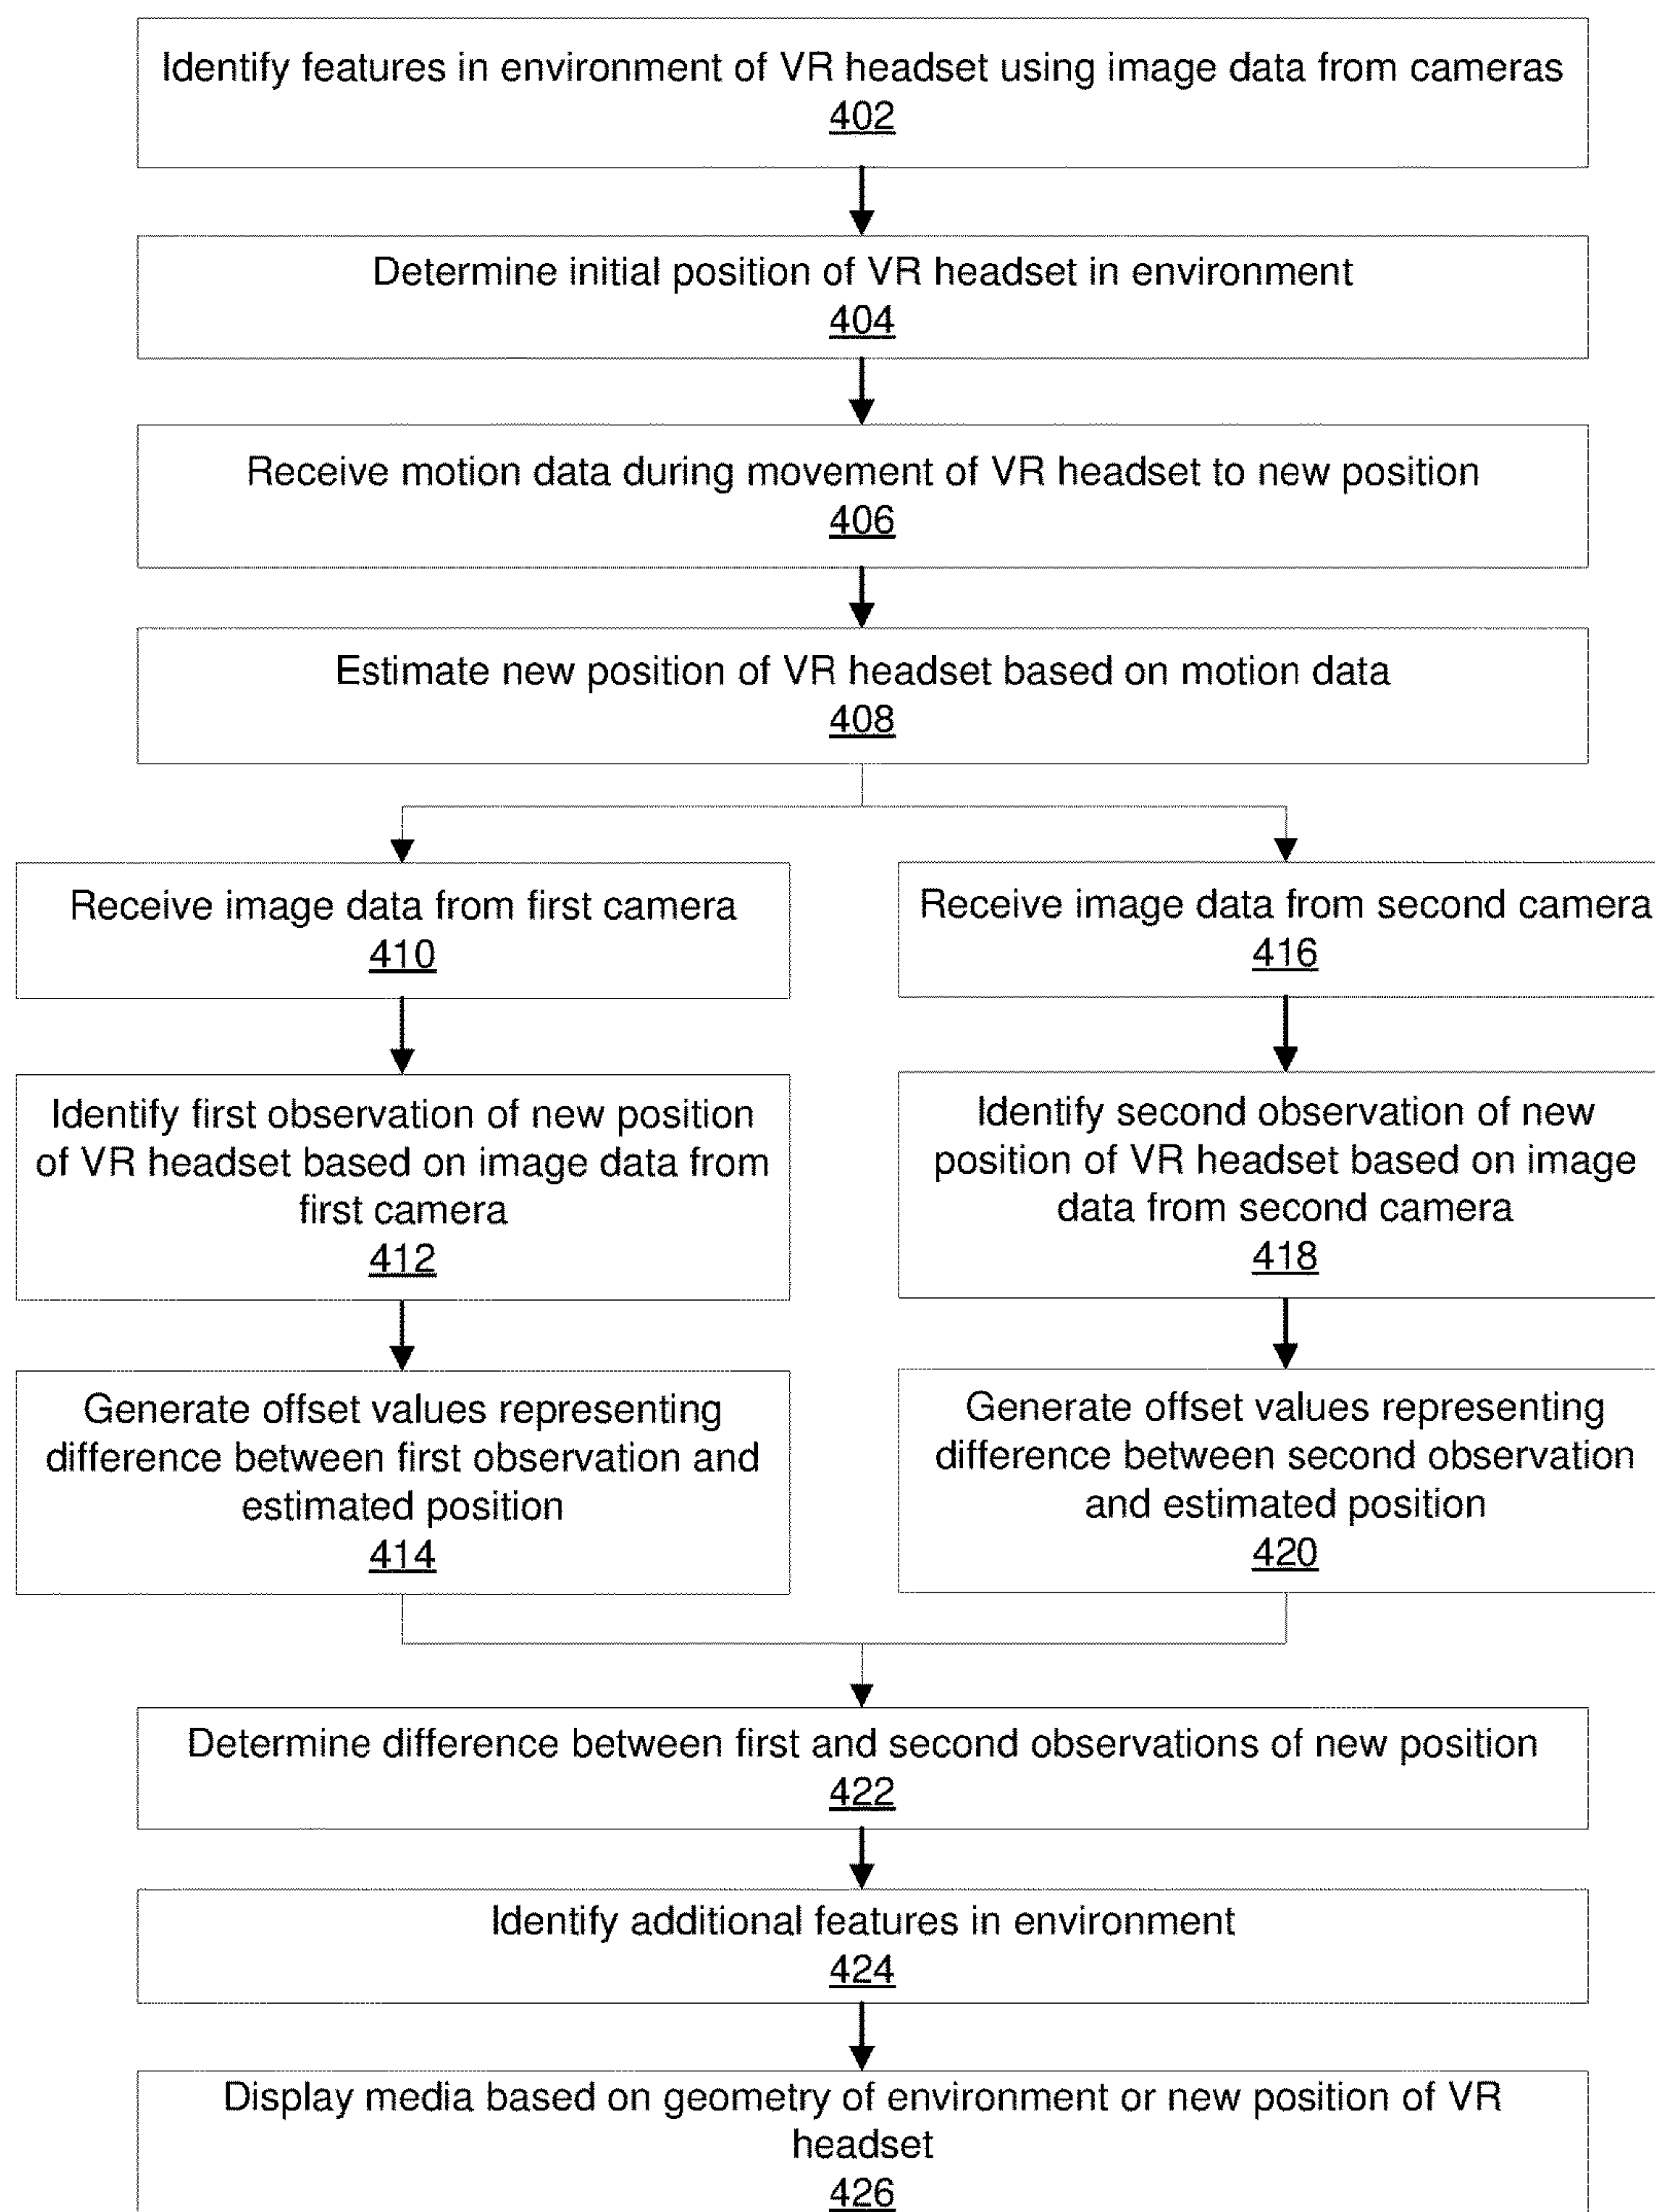 Identify features in environment of VR headset using image data from cameras
402
Determine initial position of VR headset in environment
404
Receive motion data during movement of VR headset to new position
406
Estimate new position of VR headset based on motion data
408
Receive image data from first camera
410
Identify first observation of new position
of VR headset based on image data from
first camera
412
Generate offset values representing
difference between first observation and
estimated position
414
Receive image data from second camera
416
Identify second observation of new
position of VR headset based on image
data from second camera
418
Generate offset values representing
difference between second observation
and estimated position
420
Determine difference between first and second observations of new position
422
Identify additional features in environment
424
Display media based on geometry of environment or new position of VR
headset
426